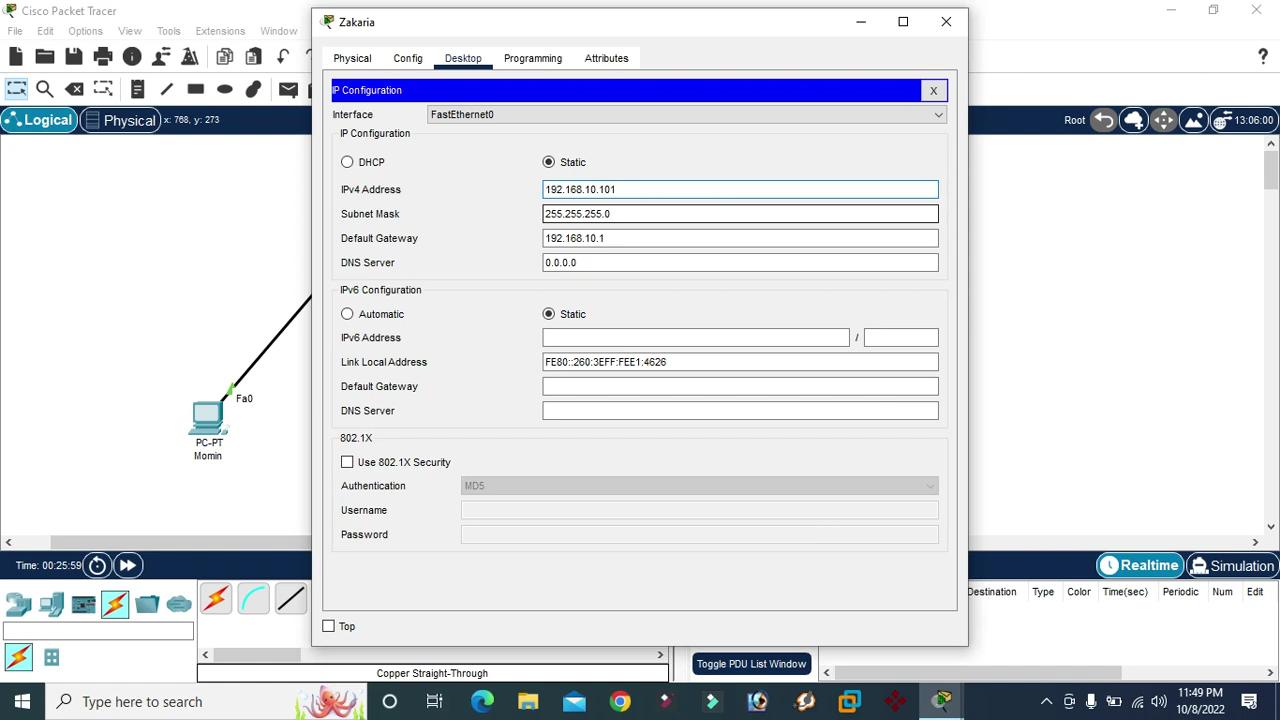 Cisco Packet Tracer
File Edit Options View Tools Extensions Window
Logical Physical x: 768, y: 273
Root 13:06:00
Zakaria
Physical Config Desktop Programming Attributes
IP Configuration X
Interface FastEthernet0
IP Configuration
DHCP Static
IPv4 Address 192.168.10.101
Subnet Mask 255.255.255.0
Default Gateway 192.168.10.1
DNS Server 0.0.0.0
IPv6 Configuration
Automatic Static
IPv6 Address /
Link Local Address FE80::260:3EFF:FEE1:4626
Default Gateway
DNS Server
802.1X
Use 802.1X Security
Authentication MD5
Username
Password
Top
Fa0
PC-PT
Momin
Time: 00:25:59
Realtime Simulation
Destination Type Color Time(sec) Periodic Num Edit
Copper Straight-Through
Toggle PDU List Window
Type here to search
11:49 PM
10/8/2022